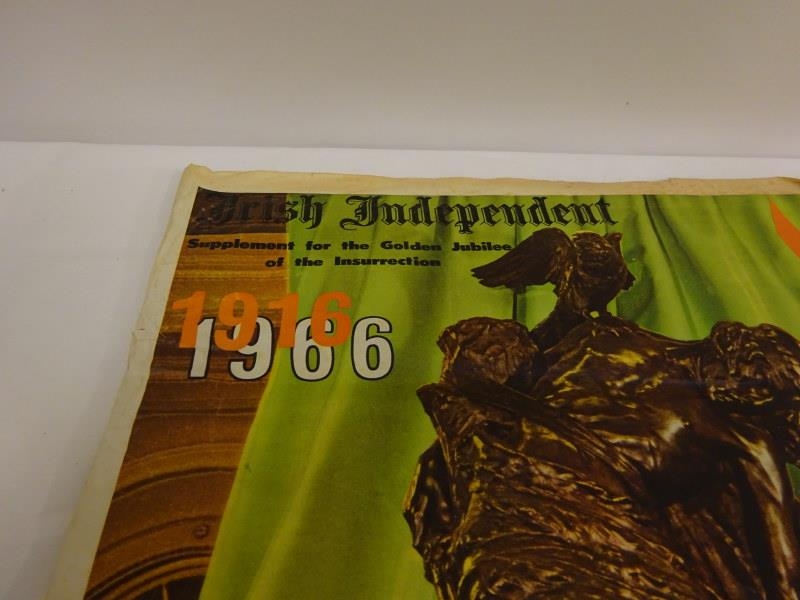 Irish Independent
Supplement for the Golden Jubilee
of the Insurrection
1916
1966